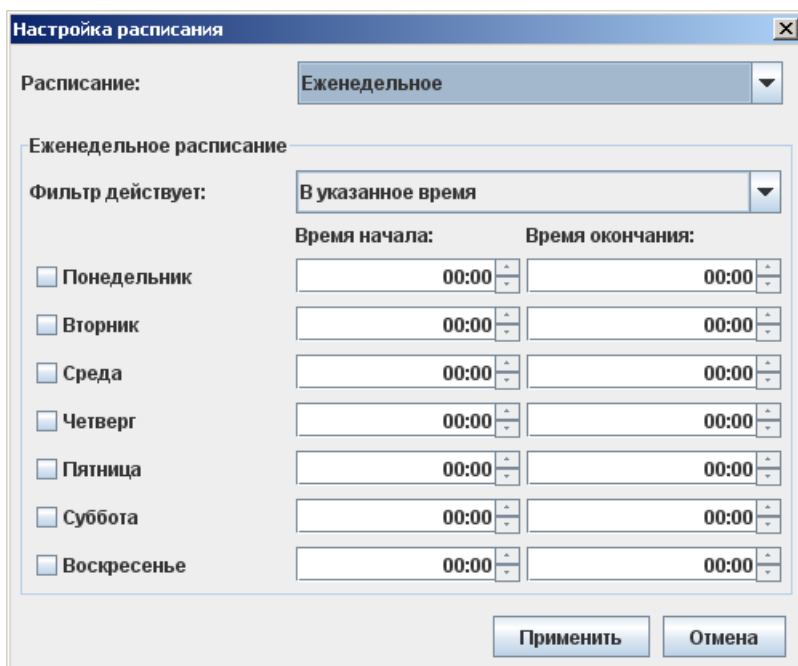 Настройка расписания
Расписание: Еженедельное
Еженедельное расписание
Фильтр действует: В указанное время
Время начала: Время окончания:
Понедельник 00:00 00:00
Вторник 00:00 00:00
Среда 00:00 00:00
Четверг 00:00 00:00
Пятница 00:00 00:00
Суббота 00:00 00:00
Воскресенье 00:00 00:00
Применить Отмена